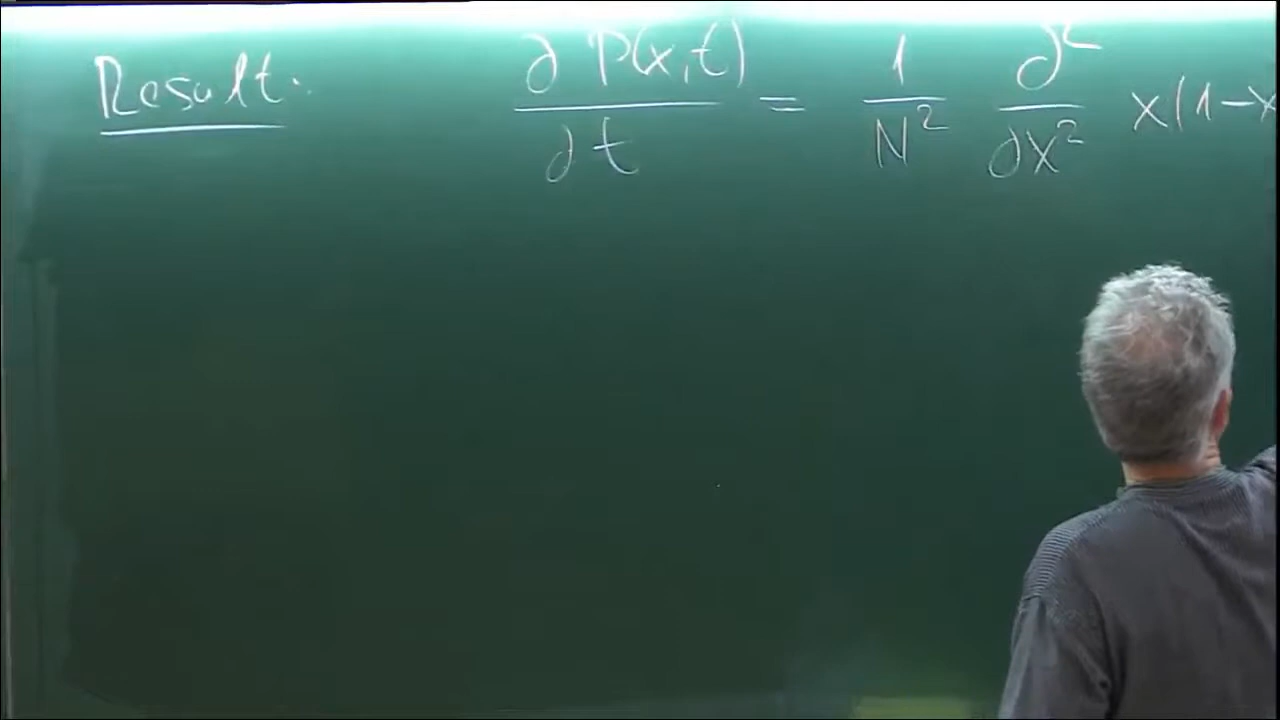 Result:
∂P(x,t)/∂t = 1/N² ∂²/∂x² x(1-x